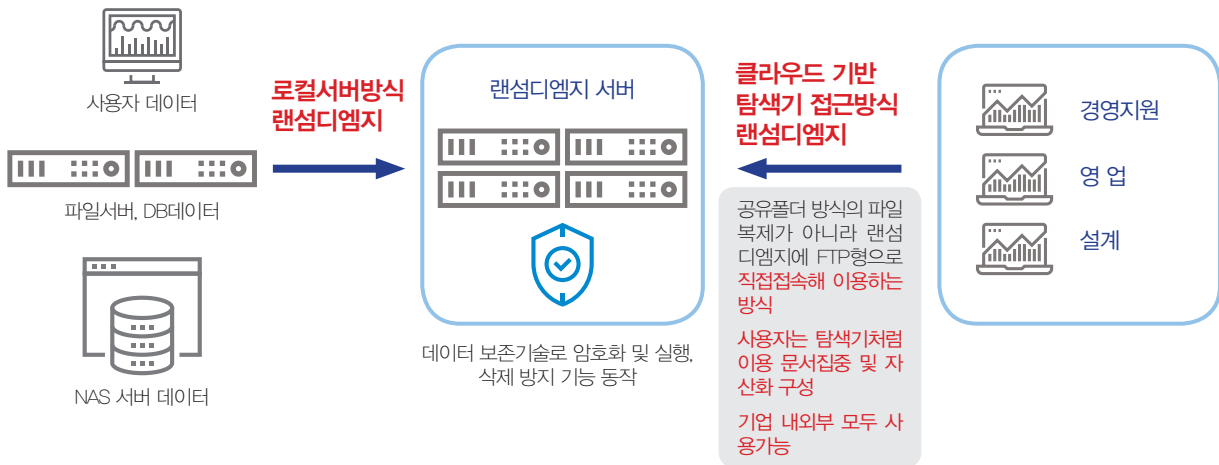 사용자 데이터
파일서버, DB데이터
NAS 서버 데이터
로컬서버방식
랜섬디엠지
랜섬디엠지 서버
데이터 보존기술로 암호화 및 실행,
삭제 방지 기능 동작
클라우드 기반
탐색기 접근방식
랜섬디엠지
공유폴더 방식의 파일
복제가 아니라 랜섬
디엠지에 FTP형으로
직접접속해 이용하는
방식
사용자는 탐색기처럼
이용 문서집중 및 자
산화 구성
기업 내외부 모두 사
용가능
경영지원
영 업
설계